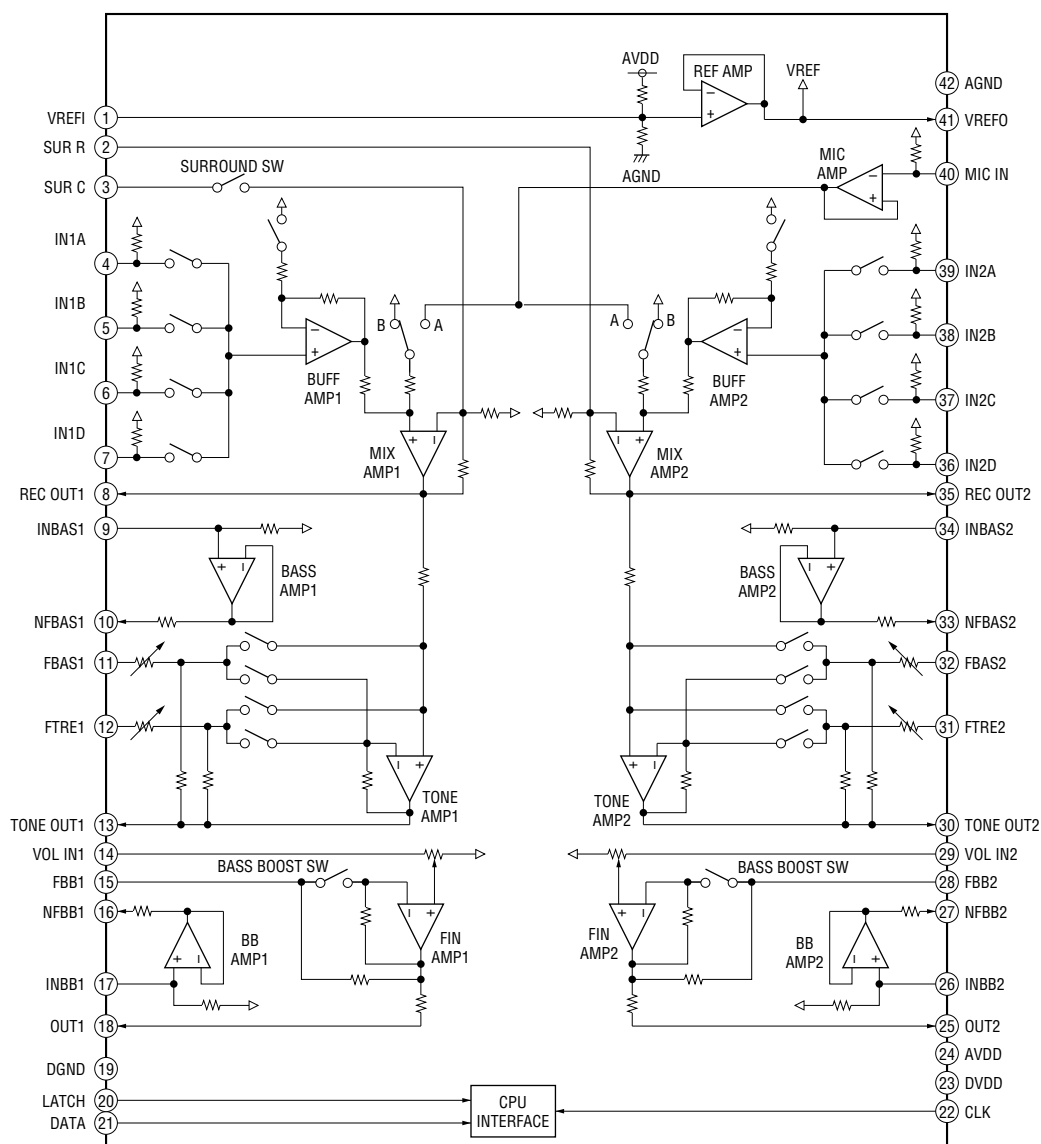 AVDD
REF AMP
VREF
42 AGND
VREFI 1
41 VREFO
SUR R 2
SURROUND SW
AGND
MIC
AMP
40 MIC IN
SUR C 3
− +
IN1A
4
39 IN2A
IN1B
5
38 IN2B
B A
A B
− +
BUFF
AMP1
− +
BUFF
AMP2
IN1C
6
37 IN2C
IN1D
7
36 IN2D
+ −
MIX
AMP1
− +
MIX
AMP2
REC OUT1 8
35 REC OUT2
INBAS1 9
34 INBAS2
+ −
BASS
AMP1
BASS
AMP2
− +
NFBAS1 10
33 NFBAS2
FBAS1 11
32 FBAS2
FTRE1 12
31 FTRE2
− +
TONE
AMP1
+ −
TONE
AMP2
TONE OUT1 13
30 TONE OUT2
VOL IN1 14
29 VOL IN2
BASS BOOST SW
BASS BOOST SW
FBB1 15
28 FBB2
NFBB1 16
27 NFBB2
− +
FIN
AMP1
+ −
FIN
AMP2
BB
AMP1
+ −
BB
AMP2
− +
INBB1 17
26 INBB2
OUT1 18
25 OUT2
24 AVDD
DGND 19
23 DVDD
LATCH 20
CPU
INTERFACE
22 CLK
DATA 21